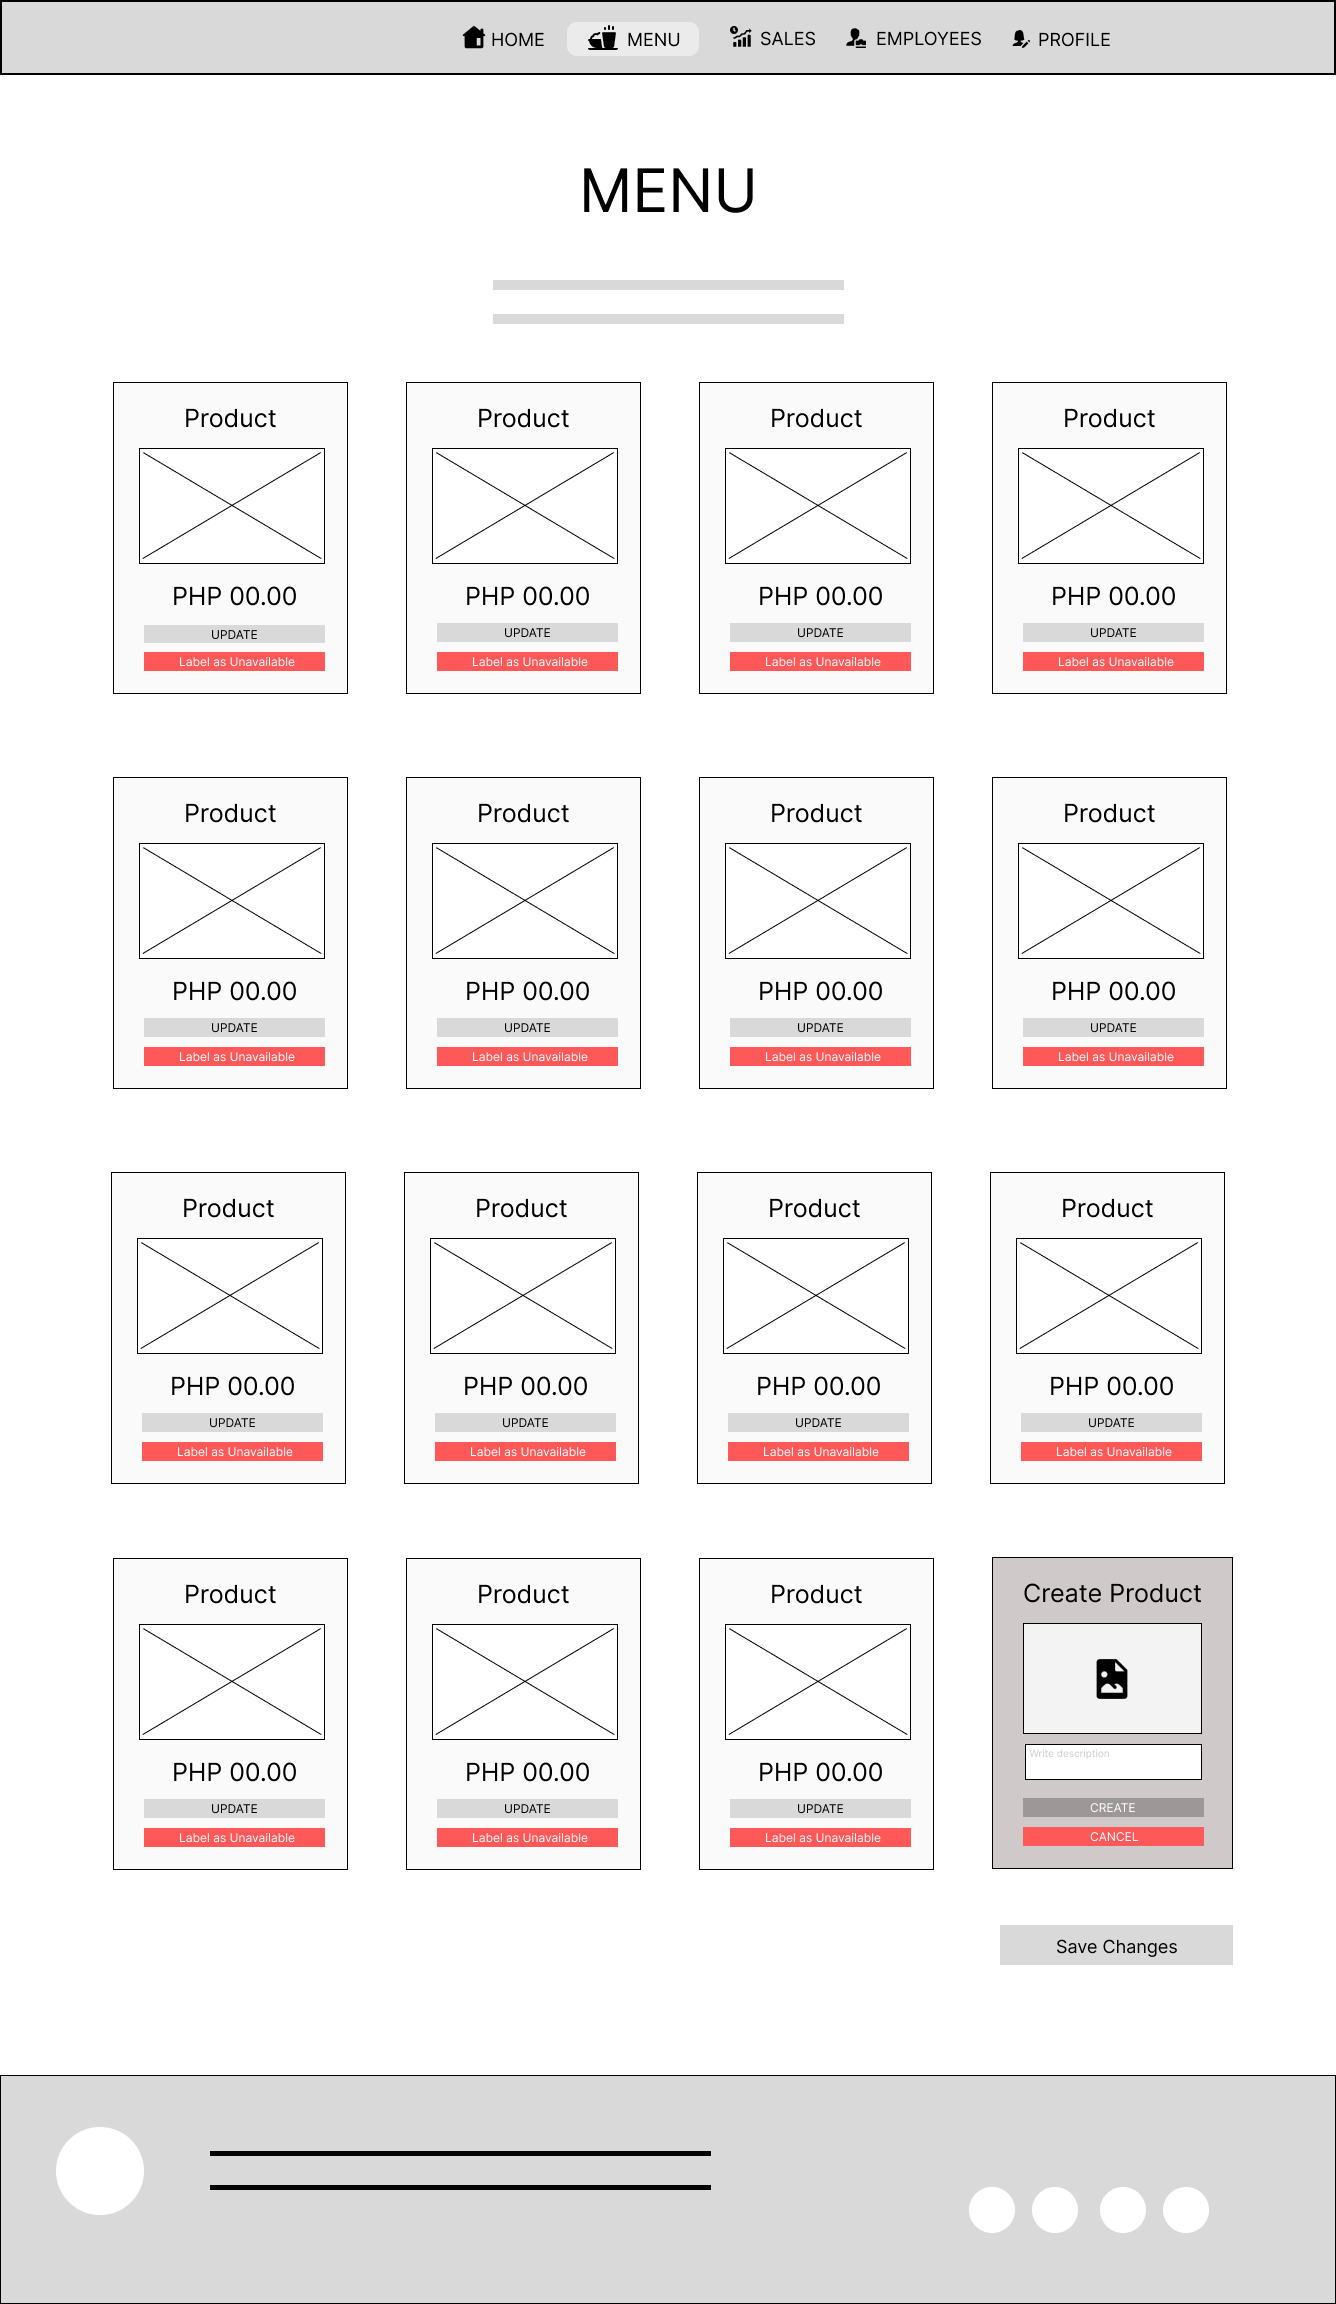 HOME MENU SALES EMPLOYEES PROFILE
MENU
Product Product Product Product
PHP 00.00 PHP 00.00 PHP 00.00 PHP 00.00
UPDATE UPDATE UPDATE UPDATE
Label as Unavailable Label as Unavailable Label as Unavailable Label as Unavailable
Product Product Product Product
PHP 00.00 PHP 00.00 PHP 00.00 PHP 00.00
UPDATE UPDATE UPDATE UPDATE
Label as Unavailable Label as Unavailable Label as Unavailable Label as Unavailable
Product Product Product Product
PHP 00.00 PHP 00.00 PHP 00.00 PHP 00.00
UPDATE UPDATE UPDATE UPDATE
Label as Unavailable Label as Unavailable Label as Unavailable Label as Unavailable
Product Product Product Create Product
Write description
PHP 00.00 PHP 00.00 PHP 00.00
UPDATE UPDATE UPDATE CREATE
Label as Unavailable Label as Unavailable Label as Unavailable CANCEL
Save Changes